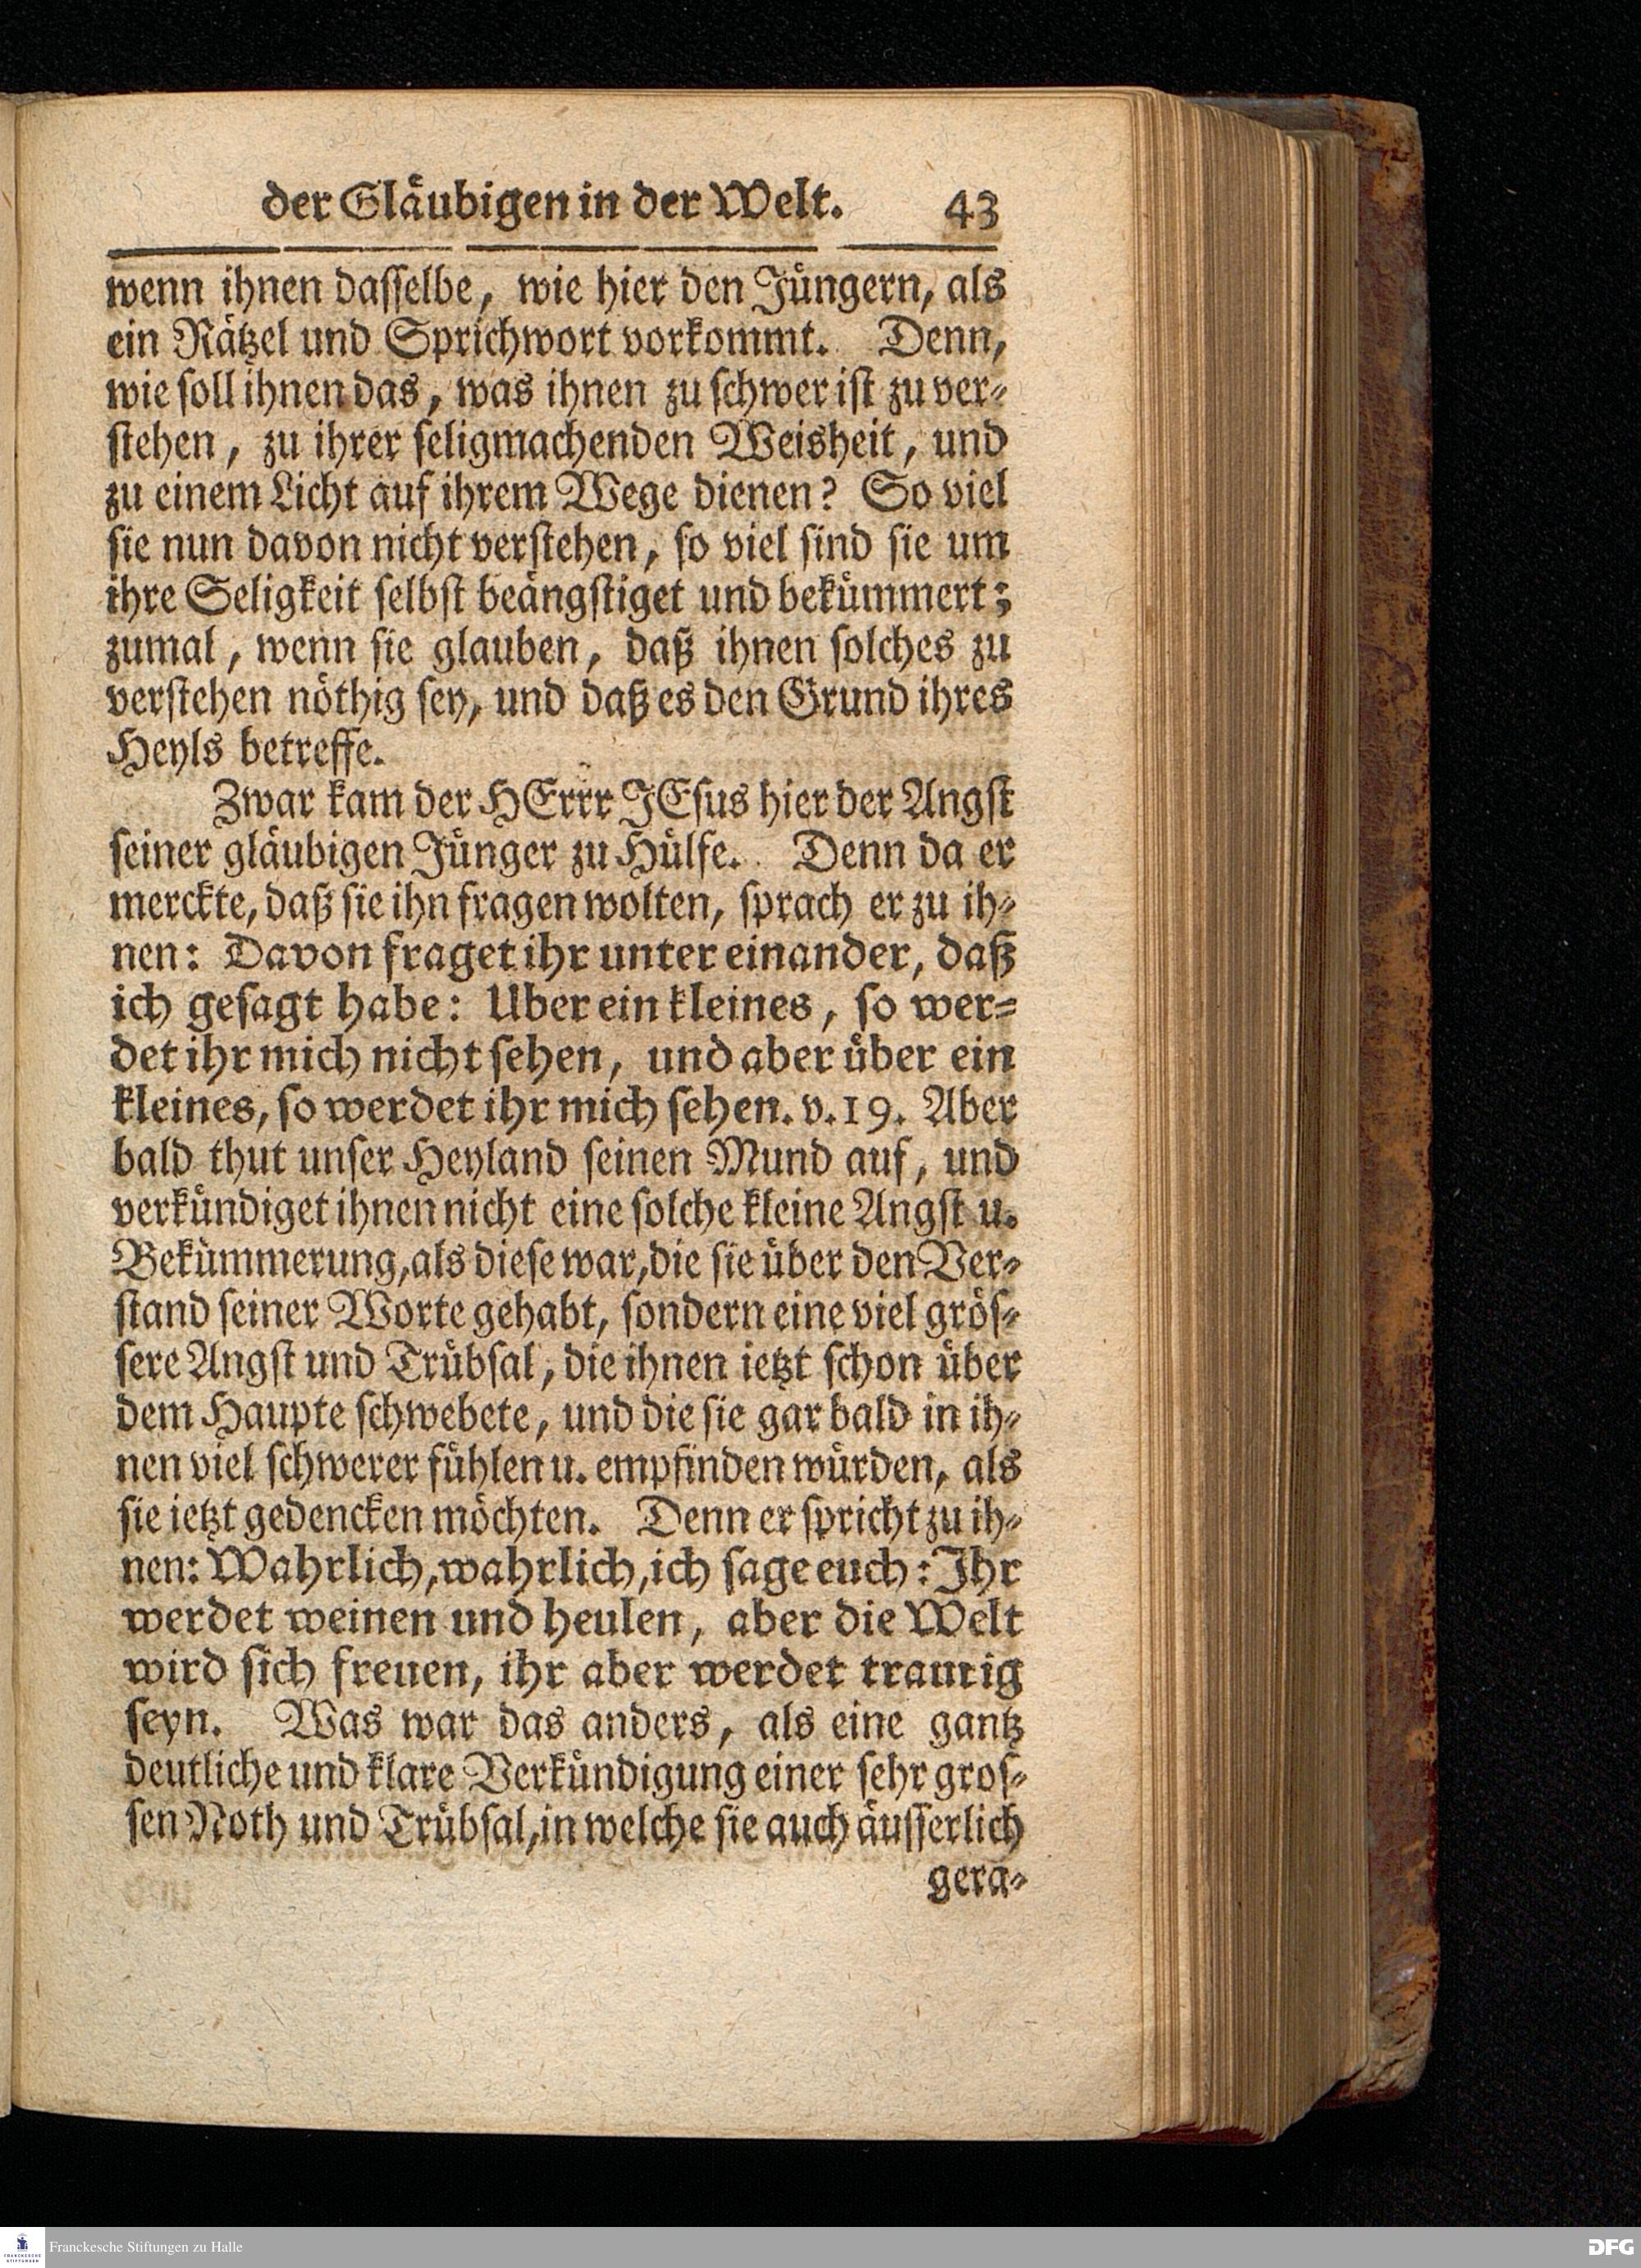 der Gläubigen in der Welt. 43
wenn ihnen dasselbe, wie hier den Jüngern, als
ein Rätzel und Sprichwort vorkommt. Denn,
wie soll ihnen das, was ihnen zu schwer ist zu ver-
stehen, zu ihrer seligmachenden Weisheit, und
zu einem Licht auf ihrem Wege dienen? So viel
sie nun davon nicht verstehen, so viel sind sie um
ihre Seligkeit selbst beängstiget und bekümmert;
zumal, wenn sie glauben, daß ihnen solches zu
verstehen nöthig sey, und daß es den Grund ihres
Heyls betreffe.
Zwar kam der HErrr JEsus hier der Angst
seiner gläubigen Jünger zu Hülfe. Denn da er
merckte, daß sie ihn fragen wolten, sprach er zu ih-
nen: Davon fraget ihr unter einander, daß
ich gesagt habe: Uber ein kleines, so wer-
det ihr mich nicht sehen, und aber über ein
kleines, so werdet ihr mich sehen. v. 19. Aber
bald thut unser Heyland seinen Mund auf, und
verkündiget ihnen nicht eine solche kleine Angst u.
Bekümmerung, als diese war, die sie über den Ver-
stand seiner Worte gehabt, sondern eine viel grös-
sere Angst und Trübsal, die ihnen ietzt schon über
dem Haupte schwebete, und die sie gar bald in ih-
nen viel schwerer fühlen u. empfinden würden, als
sie ietzt gedencken möchten. Denn er spricht zu ih-
nen: Wahrlich, wahrlich, ich sage euch: Ihr
werdet weinen und heulen, aber die Welt
wird sich freuen, ihr aber werdet traurig
seyn. Was war das anders, als eine gantz
deutliche und klare Verkündigung einer sehr gros-
sen Noth und Trübsal, in welche sie auch äusserlich
gera-
FRANCKESCHE
STIFTUNGEN
Franckesche Stiftungen zu Halle
DFG